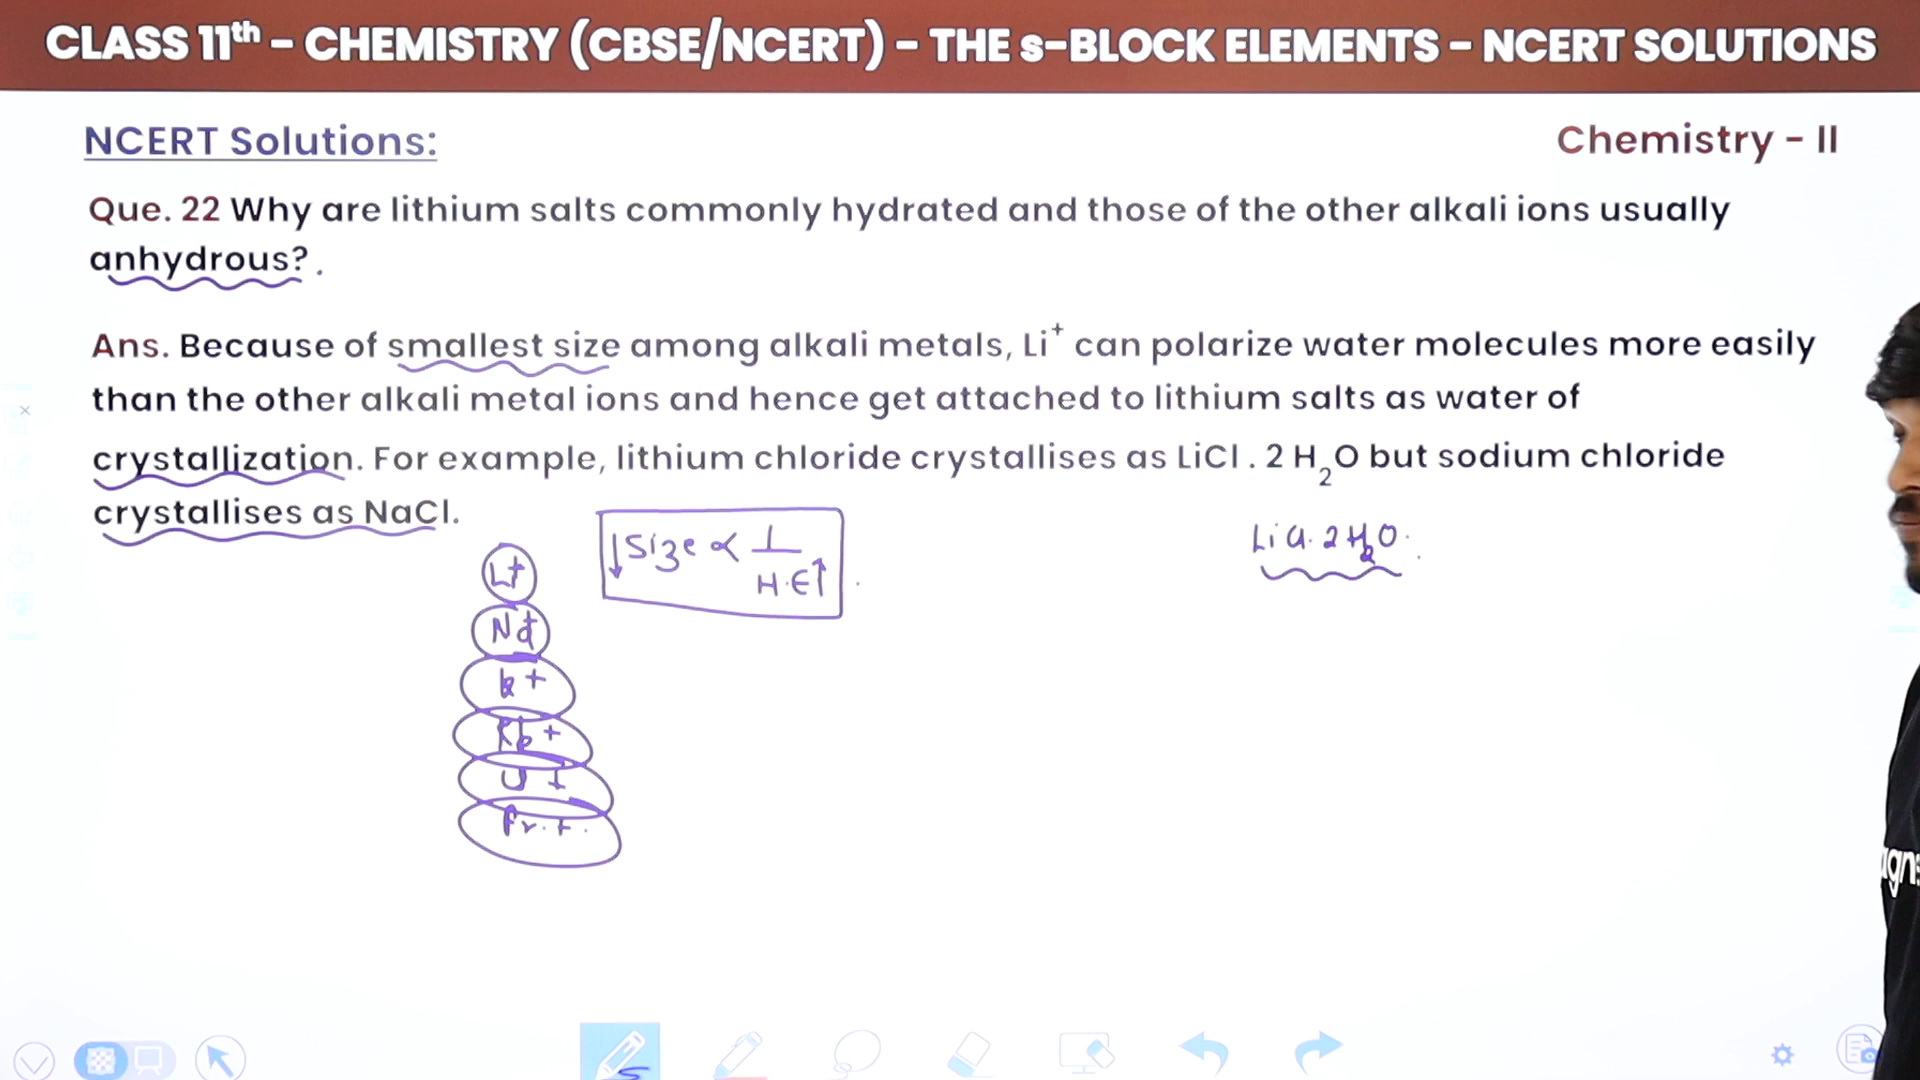 CLASS 11th - CHEMISTRY (CBSE/NCERT) - THE s-BLOCK ELEMENTS - NCERT SOLUTIONS
NCERT Solutions:
Chemistry - II
Que. 22 Why are lithium salts commonly hydrated and those of the other alkali ions usually
anhydrous?
Ans. Because of smallest size among alkali metals, Li⁺ can polarize water molecules more easily
than the other alkali metal ions and hence get attached to lithium salts as water of
crystallization. For example, lithium chloride crystallises as LiCl . 2 H₂O but sodium chloride
crystallises as NaCl.
↓Size ∝ 1/H.E↑
LiCl. 2H₂O.
Na+
K+
Rb+
Fr+